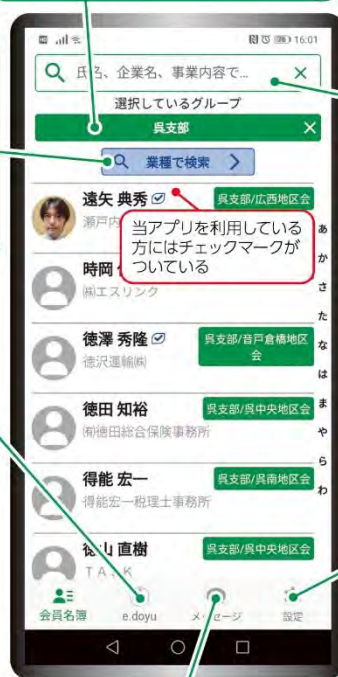 16:01
氏名、企業名、事業内容で...
選択しているグループ
呉支部
業種で検索
遠矢 典秀
呉支部/広西地区会
瀬戸内
当アプリを利用している
方にはチェックマークが
ついている
時岡
㈱エスリンク
徳澤 秀隆
呉支部/音戸倉橋地区
会
徳沢運輸㈱
徳田 知裕
呉支部/呉中央地区会
㈲徳田総合保険事務所
得能 宏一
呉支部/呉南地区会
得能宏一税理士事務所
徳山 直樹
呉支部/呉中央地区会
あ
か
さ
た
な
は
ま
や
ら
わ
会員名簿
e.doyu
メッセージ
設定